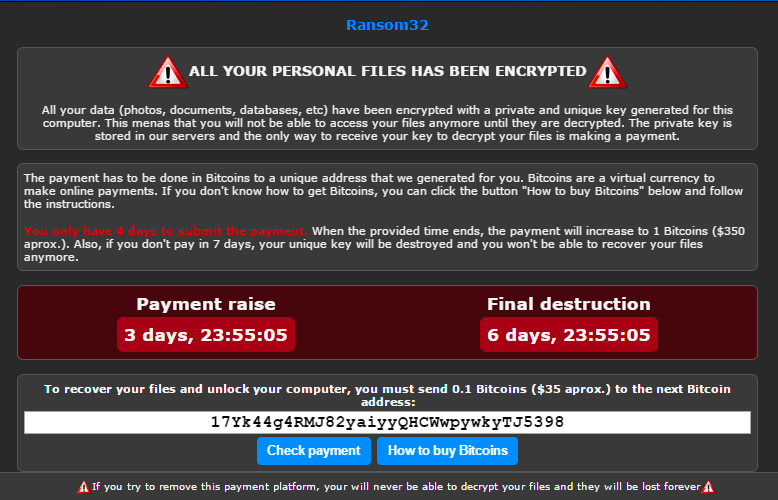 Ransom32
ALL YOUR PERSONAL FILES HAS BEEN ENCRYPTED
All your data (photos, documents, databases, etc) have been encrypted with a private and unique key generated for this
computer. This menas that you will not be able to access your files anymore until they are decrypted. The private key is
stored in our servers and the only way to receive your key to decrypt your files is making a payment.
The payment has to be done in Bitcoins to a unique address that we generated for you. Bitcoins are a virtual currency to
make online payments. If you don't know how to get Bitcoins, you can click the button "How to buy Bitcoins" below and follow
the instructions.
You only have 4 days to submit the payment. When the provided time ends, the payment will increase to 1 Bitcoins ($350
aprox.). Also, if you don't pay in 7 days, your unique key will be destroyed and you won't be able to recover your files
anymore.
Payment raise
3 days, 23:55:05
Final destruction
6 days, 23:55:05
To recover your files and unlock your computer, you must send 0.1 Bitcoins ($35 aprox.) to the next Bitcoin
address:
17Yk44g4RMJ82yaiyyQHCWwpywkyTJ5398
Check payment
How to buy Bitcoins
If you try to remove this payment platform, your will never be able to decrypt your files and they will be lost forever